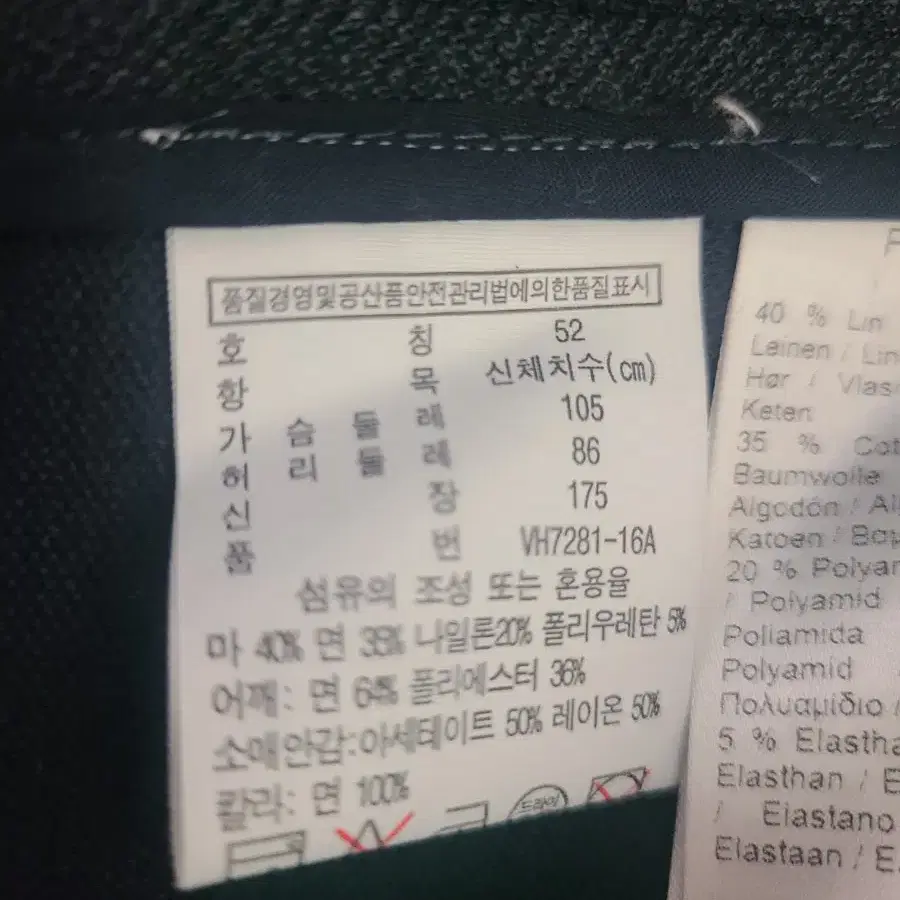 품질경영및공산품안전관리법에의한품질표시
호 칭 52
항 목 신체치수(cm)
가 슴 둘 레 105
허 리 둘 레 86
신 장 175
품 번 VH7281-16A
섬유의 조성 또는 혼용율
마 40% 면 35% 나일론20% 폴리우레탄 5%
어깨: 면 64% 폴리에스터 36%
소매안감:아세테이트 50% 레이온 50%
칼라: 면 100%
드라이
40 % Lin
Leinen / Lin
Hør / Vlas
Keten
35 % Cot
Baumwolle
Algodón / Al
Katoen / Βαμ
20 % Polyam
/ Polyamid
Poliamida
Polyamid
Πολυαμίδιο /
5 % Elastha
Elasthan / E
/ Elastano
Elastaan / E